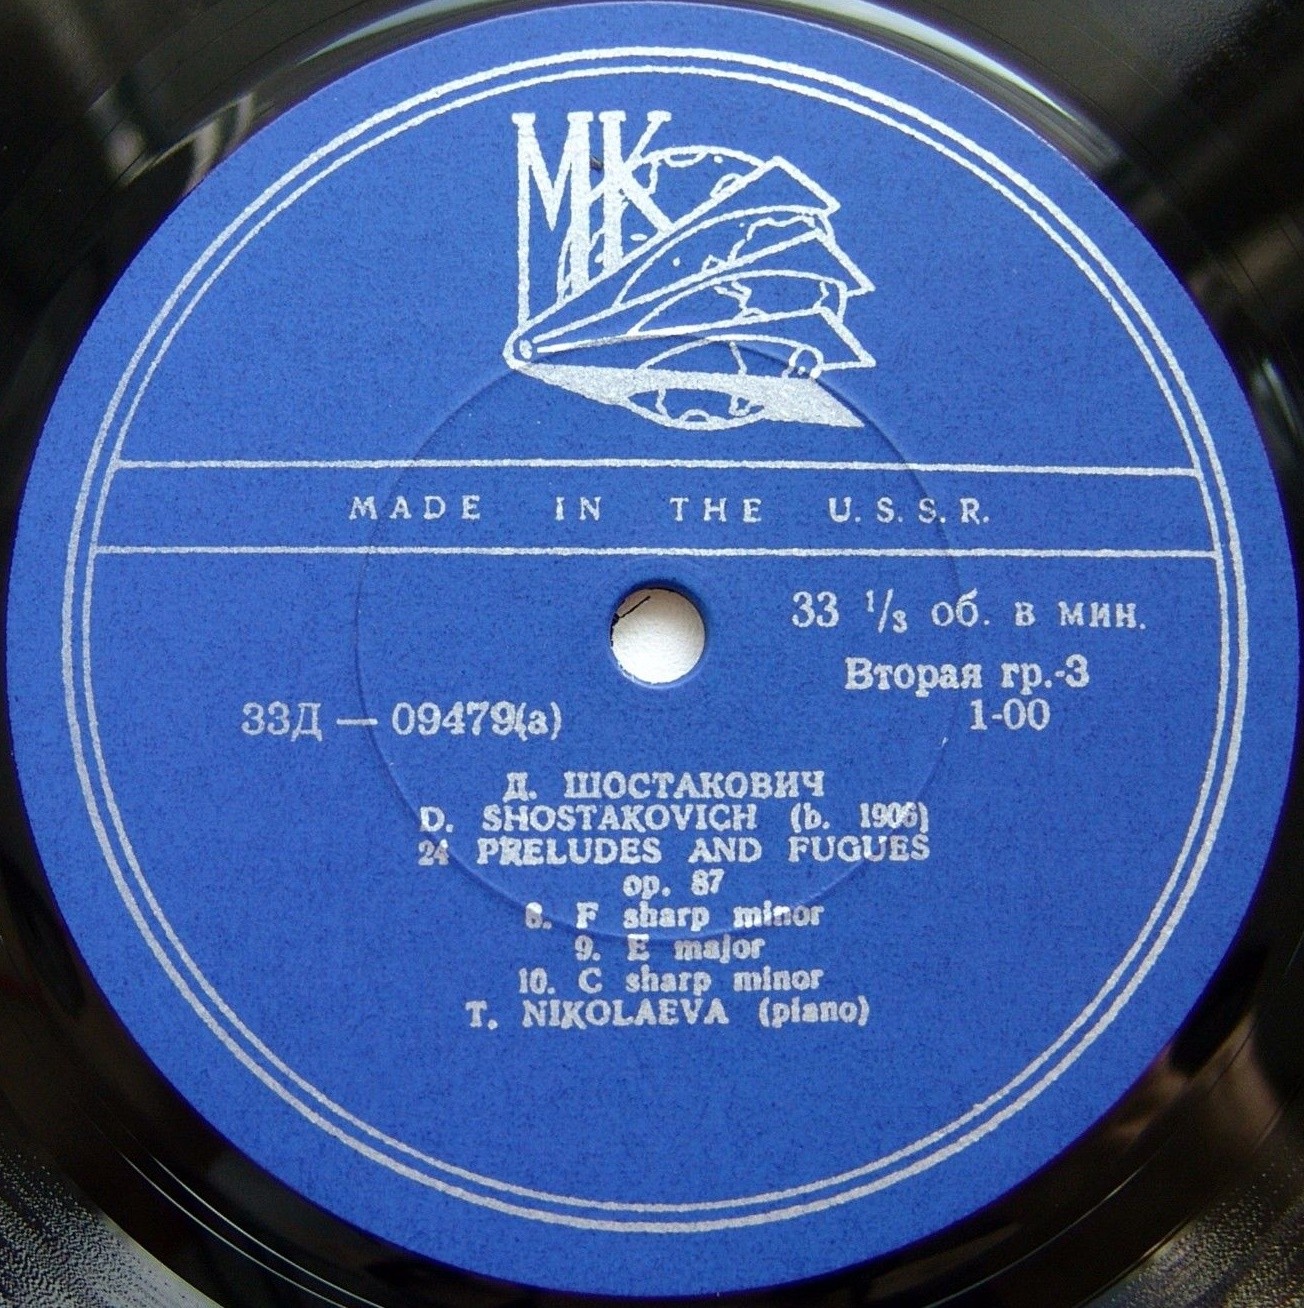 МК
MADE IN THE U.S.S.R.
33 1/3 об. в мин.
Вторая гр.-3
1-00
33Д — 09479(а)
Д. ШОСТАКОВИЧ
D. SHOSTAKOVICH (b. 1906)
24 PRELUDES AND FUGUES
op. 87
8. F sharp minor
9. E major
10. C sharp minor
T. NIKOLAEVA (piano)